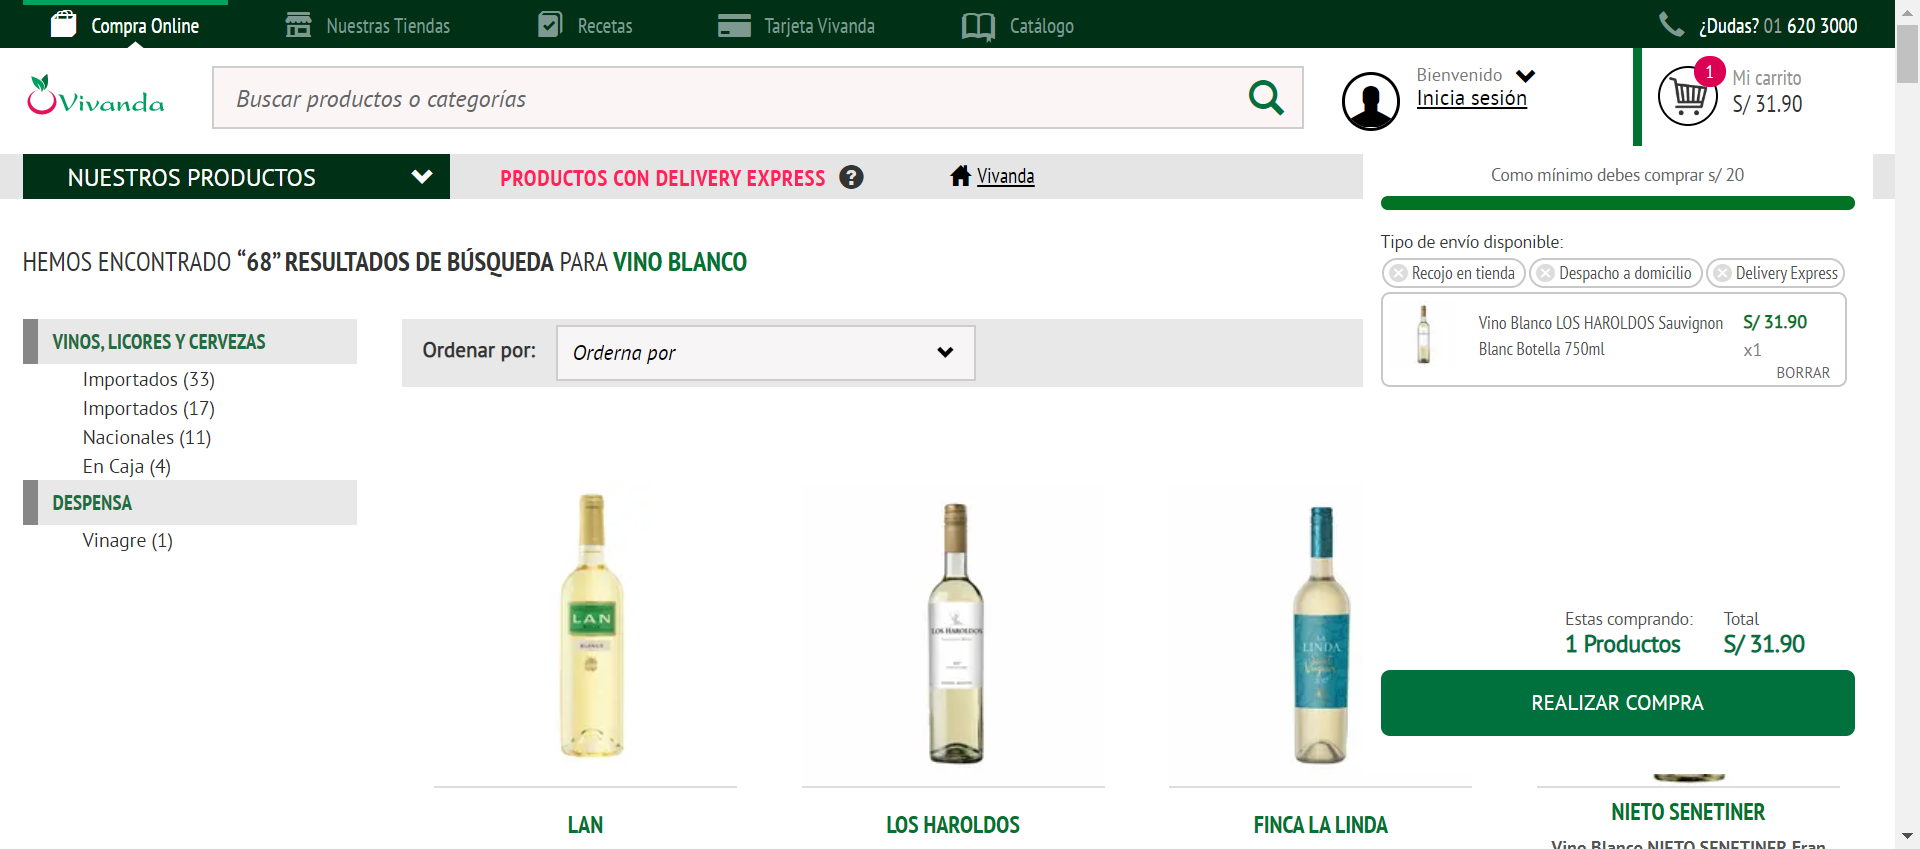 Compra Online
Nuestras Tiendas
Recetas
Tarjeta Vivanda
Catálogo
¿Dudas? 01 620 3000
Vivanda
Buscar productos o categorías
Bienvenido
Inicia sesión
1
Mi carrito
S/ 31.90
NUESTROS PRODUCTOS
PRODUCTOS CON DELIVERY EXPRESS ?
Vivanda
Como mínimo debes comprar s/ 20
HEMOS ENCONTRADO “68” RESULTADOS DE BÚSQUEDA PARA VINO BLANCO
Tipo de envío disponible:
Recojo en tienda
Despacho a domicilio
Delivery Express
Vino Blanco LOS HAROLDOS Sauvignon
Blanc Botella 750ml
S/ 31.90
x1
BORRAR
VINOS, LICORES Y CERVEZAS
Importados (33)
Importados (17)
Nacionales (11)
En Caja (4)
DESPENSA
Vinagre (1)
Ordenar por:
Orderna por
LAN
BLANCO
LOS HAROLDOS
LA
LINDA
Estas comprando:
1 Productos
Total
S/ 31.90
REALIZAR COMPRA
LAN
LOS HAROLDOS
FINCA LA LINDA
NIETO SENETINER
Vino Blanco NIETO SENETINER Fran